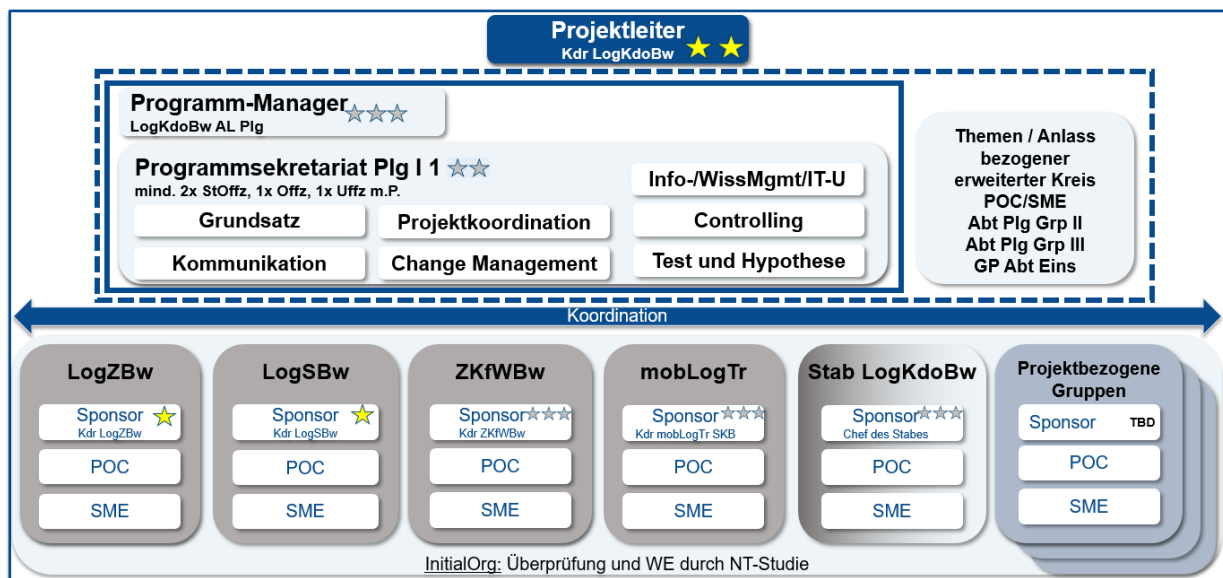 Projektleiter
Kdr LogKdoBw
Programm-Manager
LogKdoBw AL Plg
Programmsekretariat Plg I 1
mind. 2x StOffz, 1x Offz, 1x Uffz m.P.
Info-/WissMgmt/IT-U
Grundsatz
Projektkoordination
Controlling
Kommunikation
Change Management
Test und Hypothese
Themen / Anlass
bezogener
erweiterter Kreis
POC/SME
Abt Plg Grp II
Abt Plg Grp III
GP Abt Eins
Koordination
LogZBw
Sponsor
Kdr LogZBw
POC
SME
LogSBw
Sponsor
Kdr LogSBw
POC
SME
ZKfWBw
Sponsor
Kdr ZKfWBw
POC
SME
mobLogTr
Sponsor
Kdr mobLogTr SKB
POC
SME
Stab LogKdoBw
Sponsor
Chef des Stabes
POC
SME
Projektbezogene
Gruppen
Sponsor TBD
POC
SME
InitialOrg: Überprüfung und WE durch NT-Studie